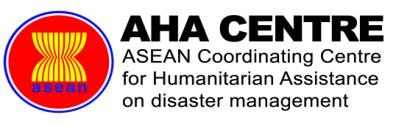 asean
AHA CENTRE
ASEAN Coordinating Centre
for Humanitarian Assistance
on disaster management